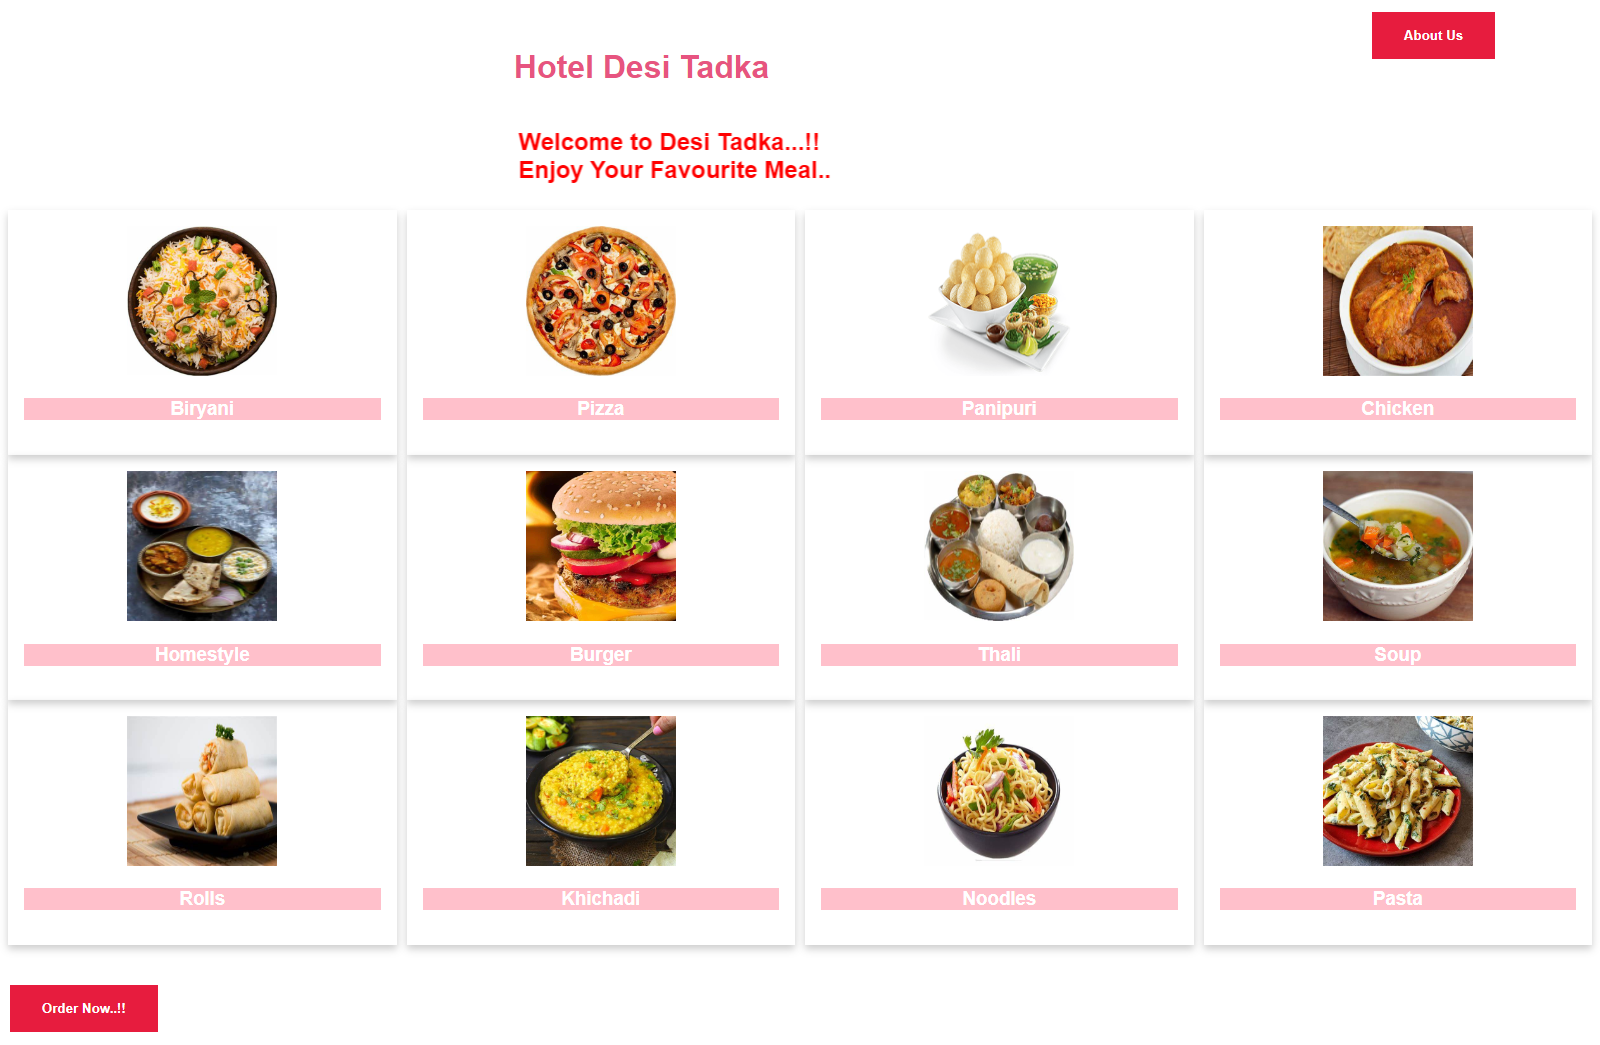 About Us
Hotel Desi Tadka
Welcome to Desi Tadka...!!
Enjoy Your Favourite Meal..
Biryani
Pizza
Panipuri
Chicken
Homestyle
Burger
Thali
Soup
Rolls
Khichadi
Noodles
Pasta
Order Now..!!